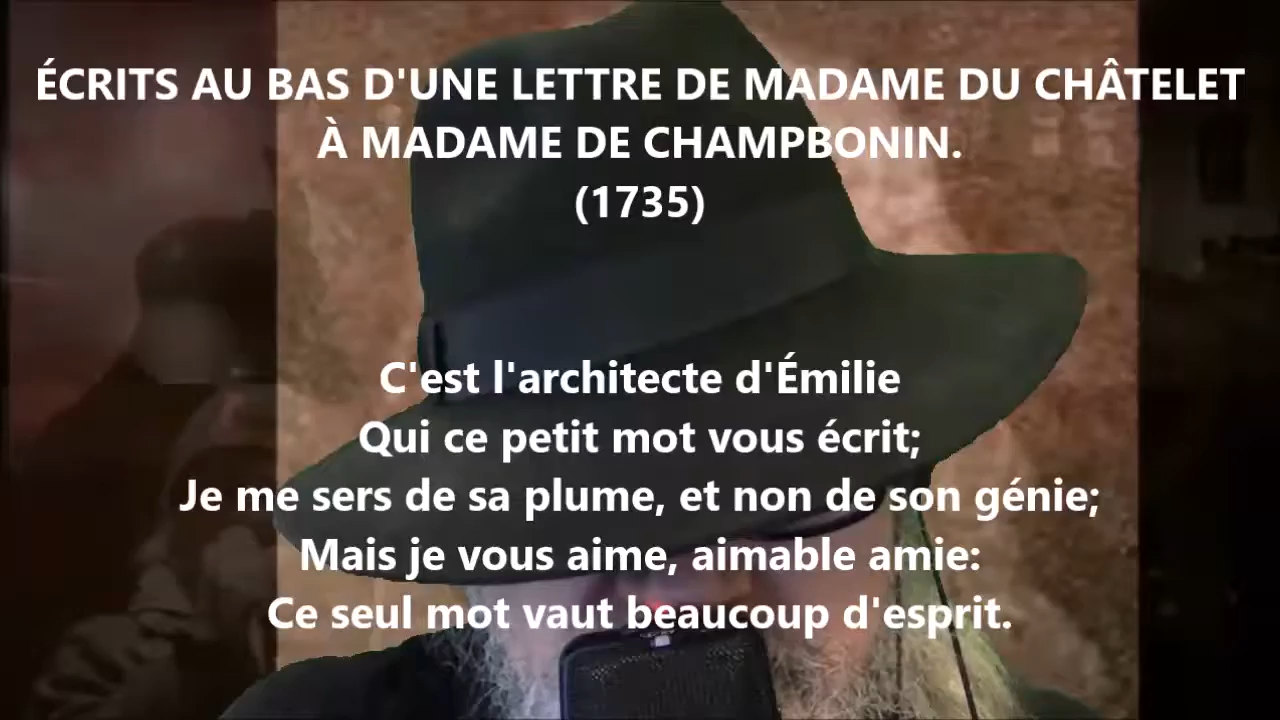 ÉCRITS AU BAS D'UNE LETTRE DE MADAME DU CHÂTELET
À MADAME DE CHAMPBONIN.
(1735)
C'est l'architecte d'Émilie
Qui ce petit mot vous écrit;
Je me sers de sa plume, et non de son génie;
Mais je vous aime, aimable amie:
Ce seul mot vaut beaucoup d'esprit.